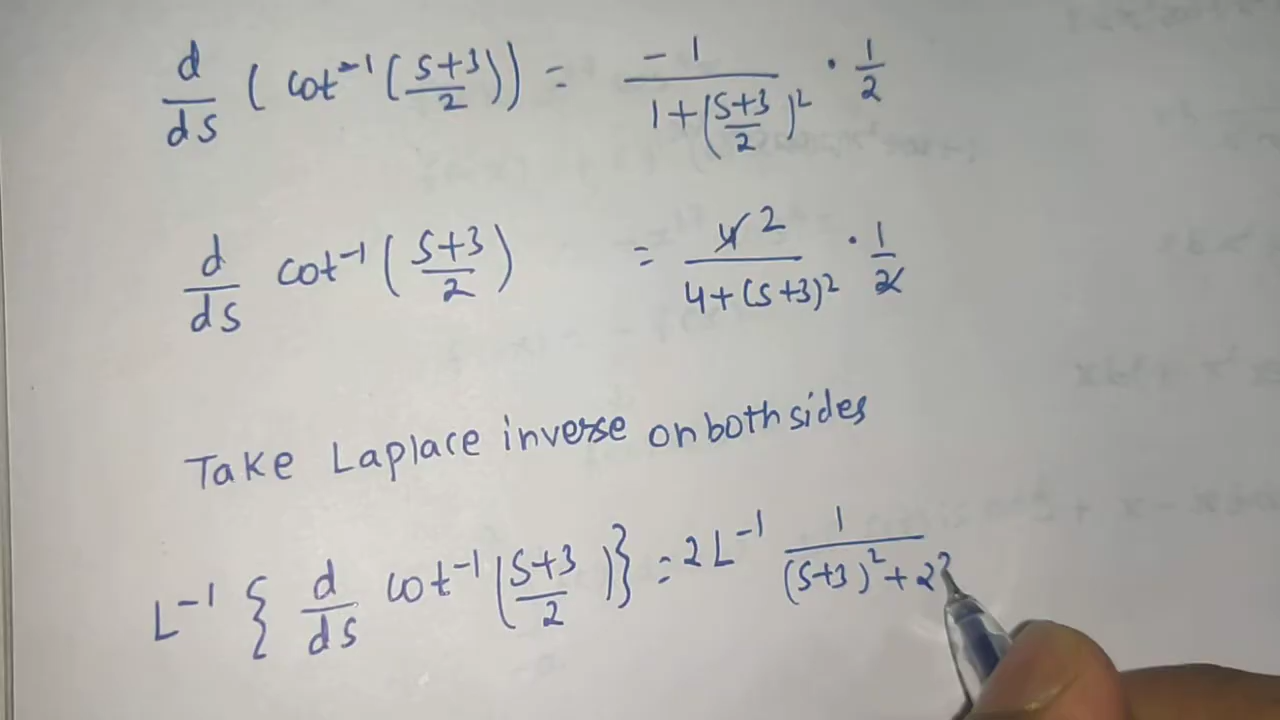 d/ds (cot⁻¹(S+3/2)) = -1/1+(S+3/2)² · 1/2
d/ds cot⁻¹(S+3/2) = 4̸ 2/4+(S+3)² · 1/2̸
Take Laplace inverse on both sides
L⁻¹ { d/ds cot⁻¹(S+3/2)} = 2 L⁻¹ 1/(S+3)² + 2²